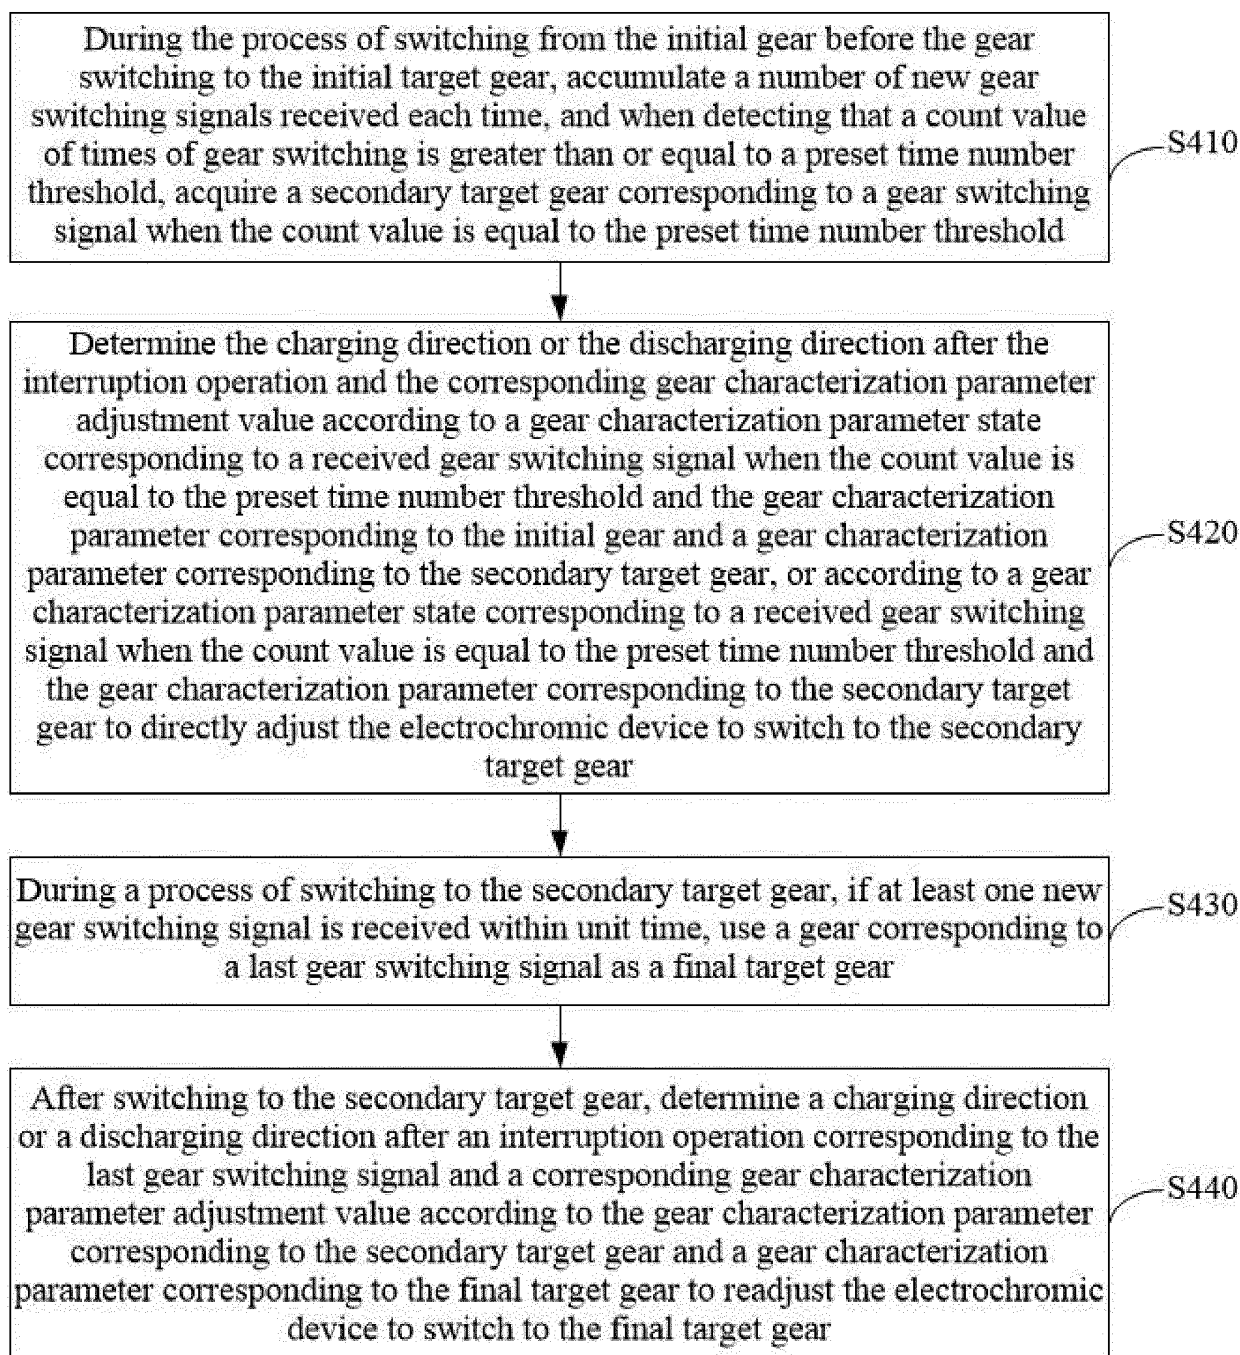 During the process of switching from the initial gear before the gear
switching to the initial target gear, accumulate a number of new gear
switching signals received each time, and when detecting that a count value
of times of gear switching is greater than or equal to a preset time number
threshold, acquire a secondary target gear corresponding to a gear switching
signal when the count value is equal to the preset time number threshold
S410
Determine the charging direction or the discharging direction after the
interruption operation and the corresponding gear characterization parameter
adjustment value according to a gear characterization parameter state
corresponding to a received gear switching signal when the count value is
equal to the preset time number threshold and the gear characterization
parameter corresponding to the initial gear and a gear characterization
parameter corresponding to the secondary target gear, or according to a gear
characterization parameter state corresponding to a received gear switching
signal when the count value is equal to the preset time number threshold and
the gear characterization parameter corresponding to the secondary target
gear to directly adjust the electrochromic device to switch to the secondary
target gear
S420
During a process of switching to the secondary target gear, if at least one new
gear switching signal is received within unit time, use a gear corresponding to
a last gear switching signal as a final target gear
S430
After switching to the secondary target gear, determine a charging direction
or a discharging direction after an interruption operation corresponding to the
last gear switching signal and a corresponding gear characterization
parameter adjustment value according to the gear characterization parameter
corresponding to the secondary target gear and a gear characterization
parameter corresponding to the final target gear to readjust the electrochromic
device to switch to the final target gear
S440